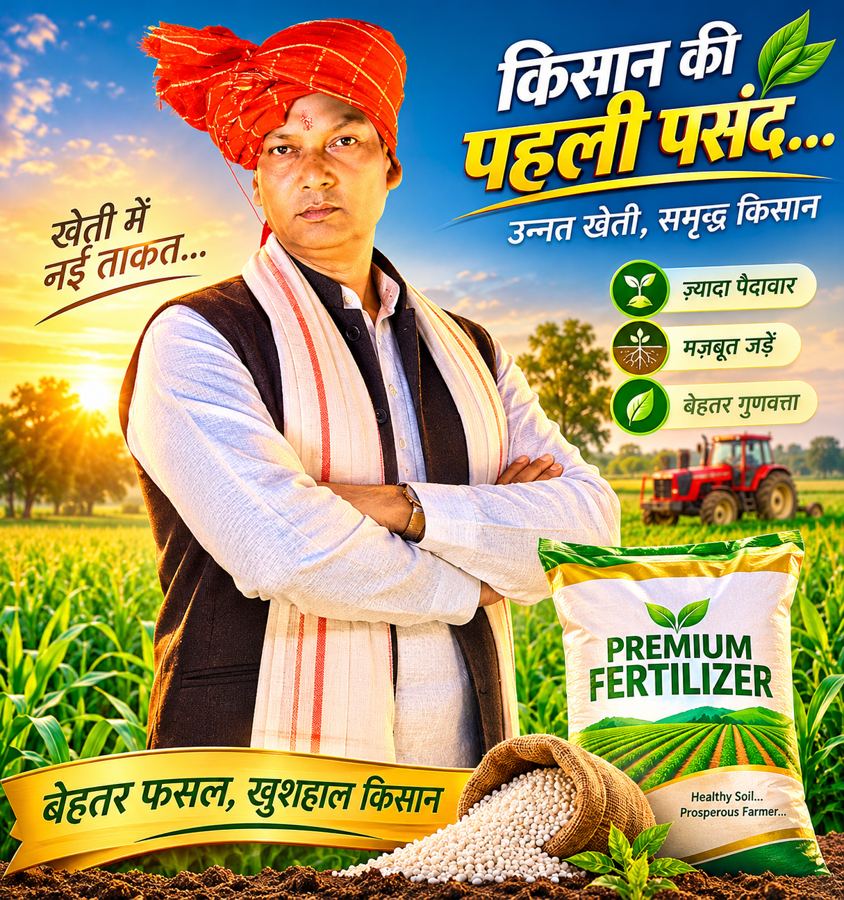 किसान की
पहली पसंद...
उन्नत खेती, समृद्ध किसान
खेती में
नई ताकत...
ज़्यादा पैदावार
मज़बूत जड़ें
बेहतर गुणवत्ता
PREMIUM
FERTILIZER
Healthy Soil...
Prosperous Farmer...
बेहतर फसल, खुशहाल किसान